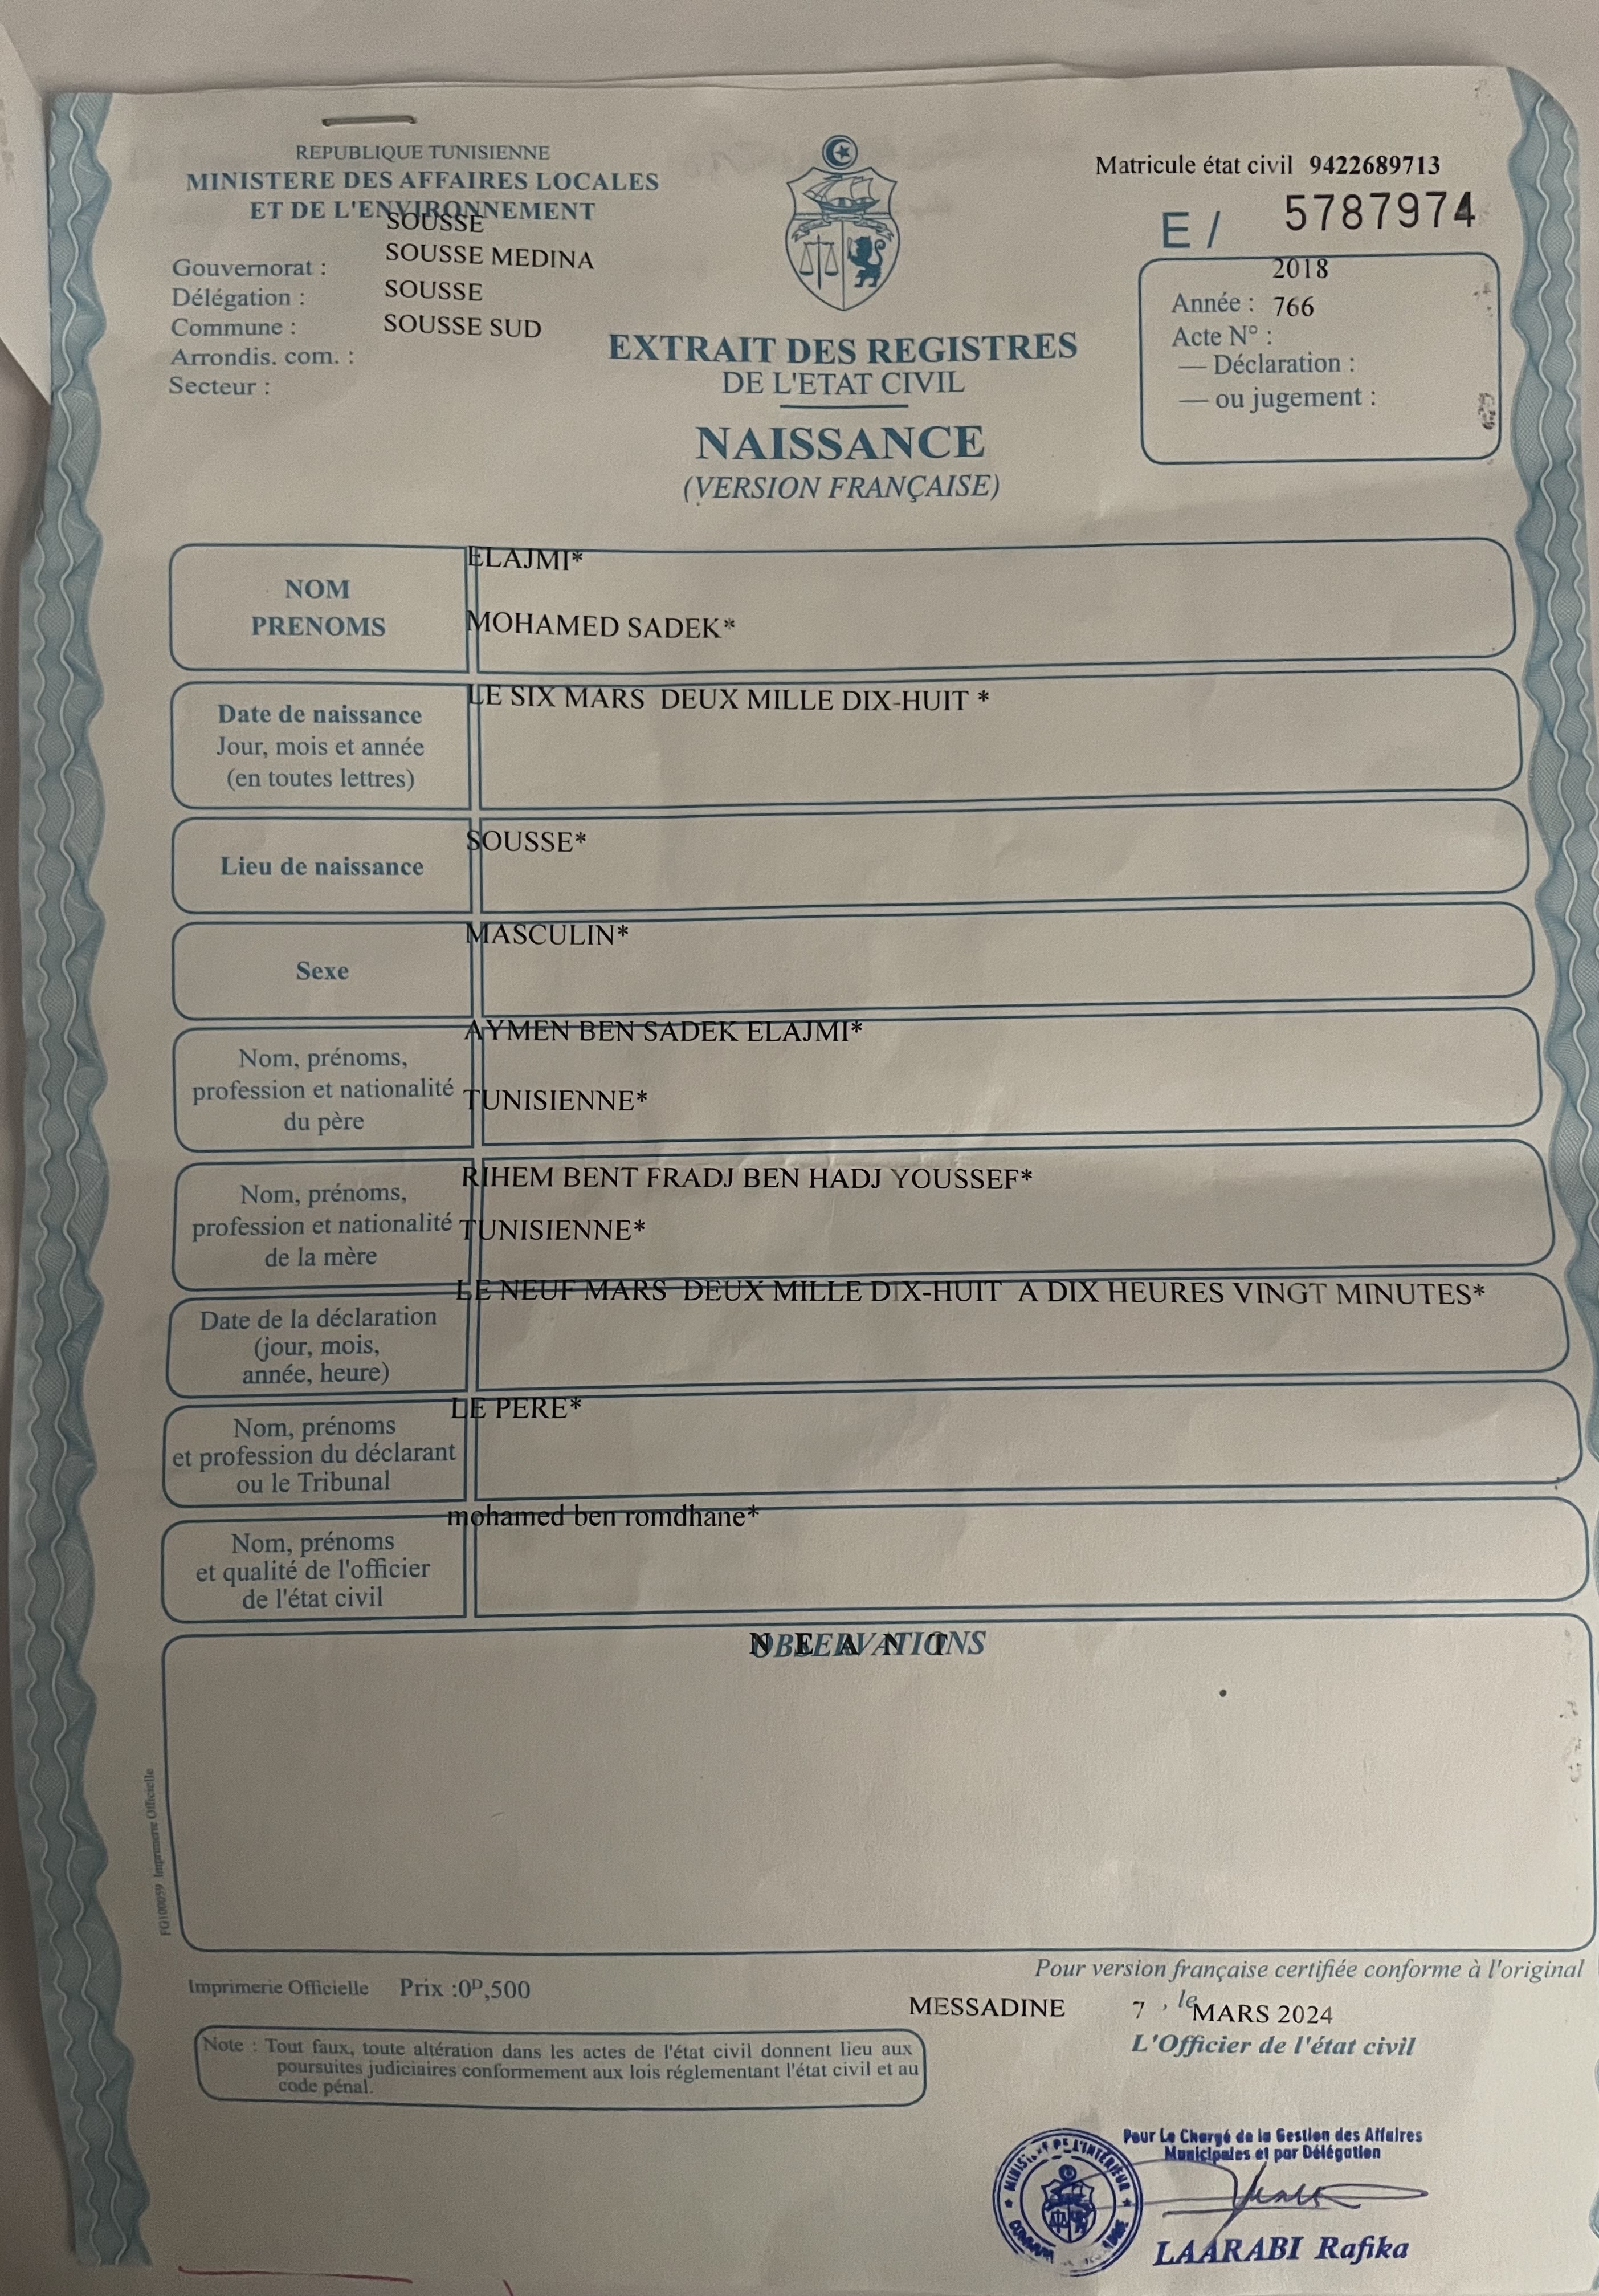 REPUBLIQUE TUNISIENNE
MINISTERE DES AFFAIRES LOCALES
ET DE L'ENVIRONNEMENT
SOUSSE
SOUSSE MEDINA
Gouvernorat :
SOUSSE
Délégation :
SOUSSE SUD
Commune :
Arrondis. com. :
Secteur :
Matricule état civil 9422689713
E / 5787974
2018
Année : 766
Acte N° :
— Déclaration :
— ou jugement :
EXTRAIT DES REGISTRES
DE L'ETAT CIVIL
NAISSANCE
(VERSION FRANÇAISE)
ELAJMI*
NOM
PRENOMS
MOHAMED SADEK*
LE SIX MARS DEUX MILLE DIX-HUIT *
Date de naissance
Jour, mois et année
(en toutes lettres)
SOUSSE*
Lieu de naissance
MASCULIN*
Sexe
AYMEN BEN SADEK ELAJMI*
Nom, prénoms,
profession et nationalité
du père
TUNISIENNE*
RIHEM BENT FRADJ BEN HADJ YOUSSEF*
Nom, prénoms,
profession et nationalité
de la mère
TUNISIENNE*
LE NEUF MARS DEUX MILLE DIX-HUIT A DIX HEURES VINGT MINUTES*
Date de la déclaration
(jour, mois,
année, heure)
LE PERE*
Nom, prénoms
et profession du déclarant
ou le Tribunal
mohamed ben romdhane*
Nom, prénoms
et qualité de l'officier
de l'état civil
OBSERVATIONS
N E A N T
FG100059 Imprimerie Officielle
Imprimerie Officielle Prix :0D,500
Pour version française certifiée conforme à l'original
MESSADINE 7 , le MARS 2024
L'Officier de l'état civil
Note : Tout faux, toute altération dans les actes de l'état civil donnent lieu aux
poursuites judiciaires conformement aux lois réglementant l'état civil et au
code pénal.
Pour Le Chargé de la Gestion des Affaires
Municipales et par Délégation
LAARABI Rafika